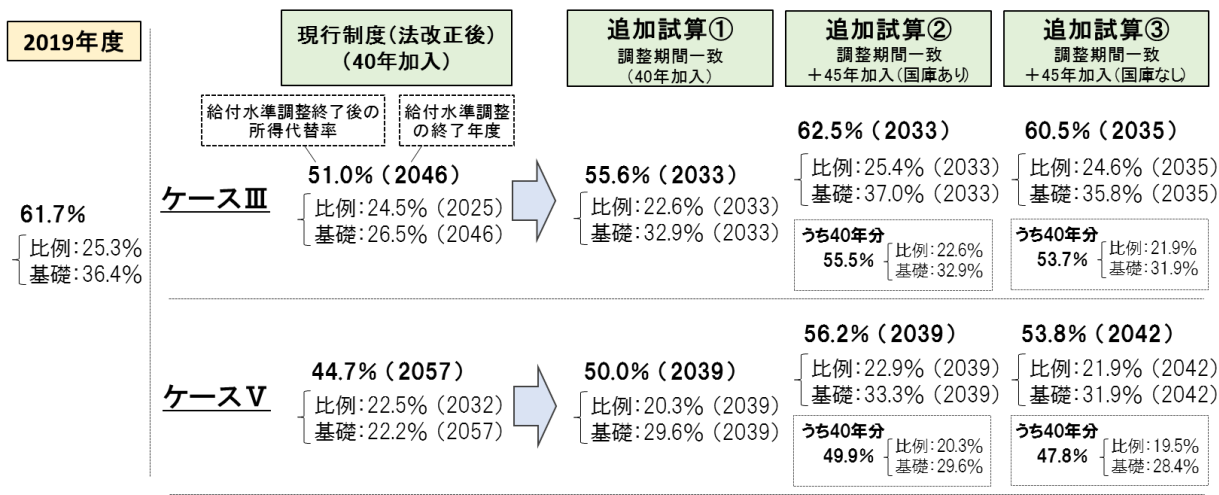 2019年度
現行制度(法改正後)
(40年加入)
追加試算①
調整期間一致
(40年加入)
追加試算②
調整期間一致
+45年加入(国庫あり)
追加試算③
調整期間一致
+45年加入(国庫なし)
給付水準調整終了後の
所得代替率
給付水準調整
の終了年度
61.7%
比例:25.3%
基礎:36.4%
ケースⅢ
51.0%(2046)
比例:24.5%(2025)
基礎:26.5%(2046)
55.6%(2033)
比例:22.6%(2033)
基礎:32.9%(2033)
62.5%(2033)
比例:25.4%(2033)
基礎:37.0%(2033)
うち40年分
55.5%
比例:22.6%
基礎:32.9%
60.5%(2035)
比例:24.6%(2035)
基礎:35.8%(2035)
うち40年分
53.7%
比例:21.9%
基礎:31.9%
ケースⅤ
44.7%(2057)
比例:22.5%(2032)
基礎:22.2%(2057)
50.0%(2039)
比例:20.3%(2039)
基礎:29.6%(2039)
56.2%(2039)
比例:22.9%(2039)
基礎:33.3%(2039)
うち40年分
49.9%
比例:20.3%
基礎:29.6%
53.8%(2042)
比例:21.9%(2042)
基礎:31.9%(2042)
うち40年分
47.8%
比例:19.5%
基礎:28.4%